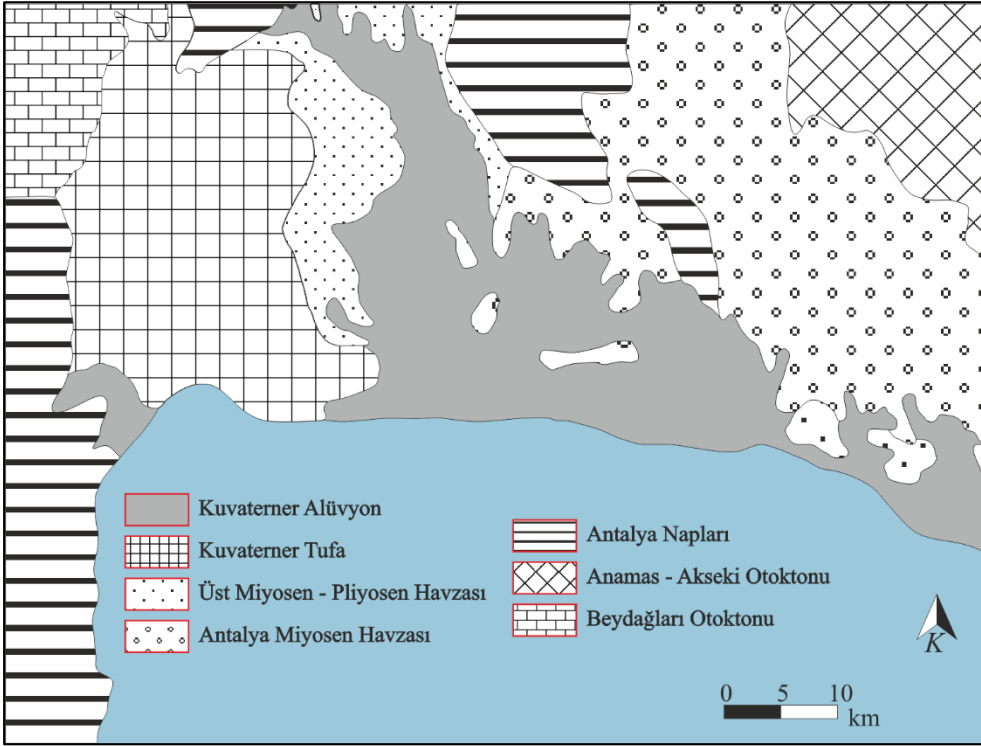 Kuvaterner Alüvyon
Kuvaterner Tufa
Üst Miyosen - Pliyosen Havzası
Antalya Miyosen Havzası
Antalya Napları
Anamas - Akseki Otoktonu
Beydağları Otoktonu
K
0 5 10
km